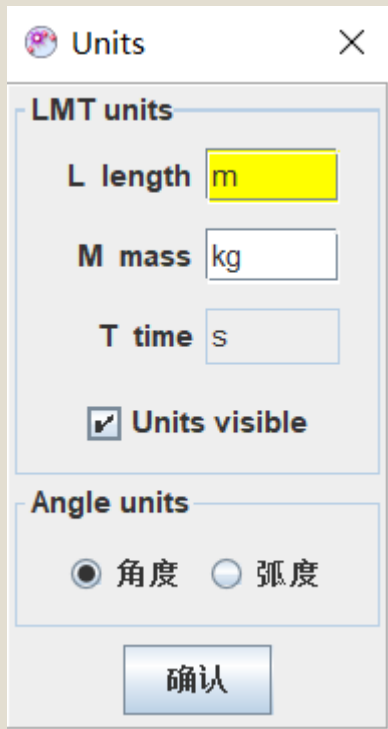 Units
LMT units
L length m
M mass kg
T time s
Units visible
Angle units
角度 弧度
确认